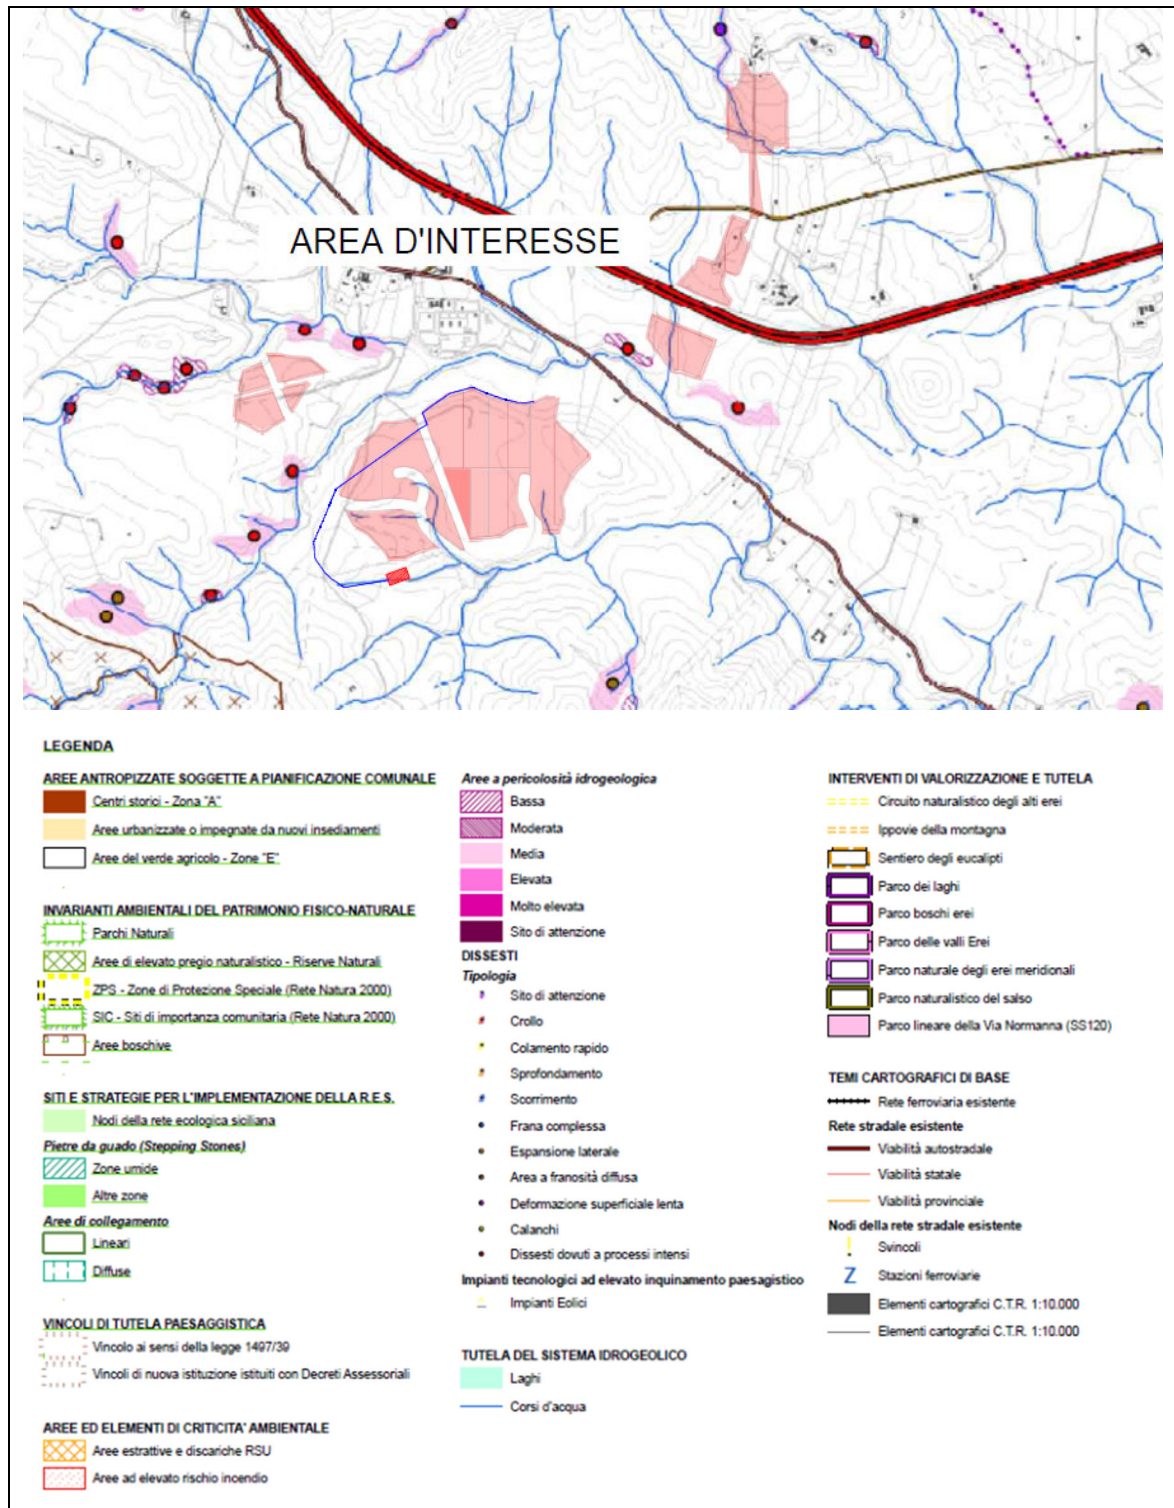 AREA D'INTERESSE
LEGENDA
AREE ANTROPIZZATE SOGGETTE A PIANIFICAZIONE COMUNALE
Centri storici - Zona "A"
Aree urbanizzate o impegnate da nuovi insediamenti
Aree del verde agricolo - Zone "E"
INVARIANTI AMBIENTALI DEL PATRIMONIO FISICO-NATURALE
Parchi Naturali
Aree di elevato pregio naturalistico - Riserve Naturali
ZPS - Zone di Protezione Speciale (Rete Natura 2000)
SIC - Siti di importanza comunitaria (Rete Natura 2000)
Aree boschive
SITI E STRATEGIE PER L'IMPLEMENTAZIONE DELLA R.E.S.
Nodi della rete ecologica siciliana
Pietre da guado (Stepping Stones)
Zone umide
Altre zone
Aree di collegamento
Lineari
Diffuse
VINCOLI DI TUTELA PAESAGGISTICA
Vincolo ai sensi della legge 1497/39
Vincoli di nuova istituzione istituiti con Decreti Assessoriali
AREE ED ELEMENTI DI CRITICITA' AMBIENTALE
Aree estrattive e discariche RSU
Aree ad elevato rischio incendio
Aree a pericolosità idrogeologica
Bassa
Moderata
Media
Elevata
Molto elevata
Sito di attenzione
DISSESTI
Tipologia
Sito di attenzione
Crollo
Colamento rapido
Sprofondamento
Scorrimento
Frana complessa
Espansione laterale
Area a franosità diffusa
Deformazione superficiale lenta
Calanchi
Dissesti dovuti a processi intensi
Impianti tecnologici ad elevato inquinamento paesagistico
Impianti Eolici
TUTELA DEL SISTEMA IDROGEOLICO
Laghi
Corsi d'acqua
INTERVENTI DI VALORIZZAZIONE E TUTELA
Circuito naturalistico degli alti erei
Ippovie della montagna
Sentiero degli eucalipti
Parco dei laghi
Parco boschi erei
Parco delle valli Erei
Parco naturale degli erei meridionali
Parco naturalistico del salso
Parco lineare della Via Normanna (SS120)
TEMI CARTOGRAFICI DI BASE
Rete ferroviaria esistente
Rete stradale esistente
Viabilità autostradale
Viabilità statale
Viabilità provinciale
Nodi della rete stradale esistente
Svincoli
Z Stazioni ferroviarie
Elementi cartografici C.T.R. 1:10.000
Elementi cartografici C.T.R. 1:10.000